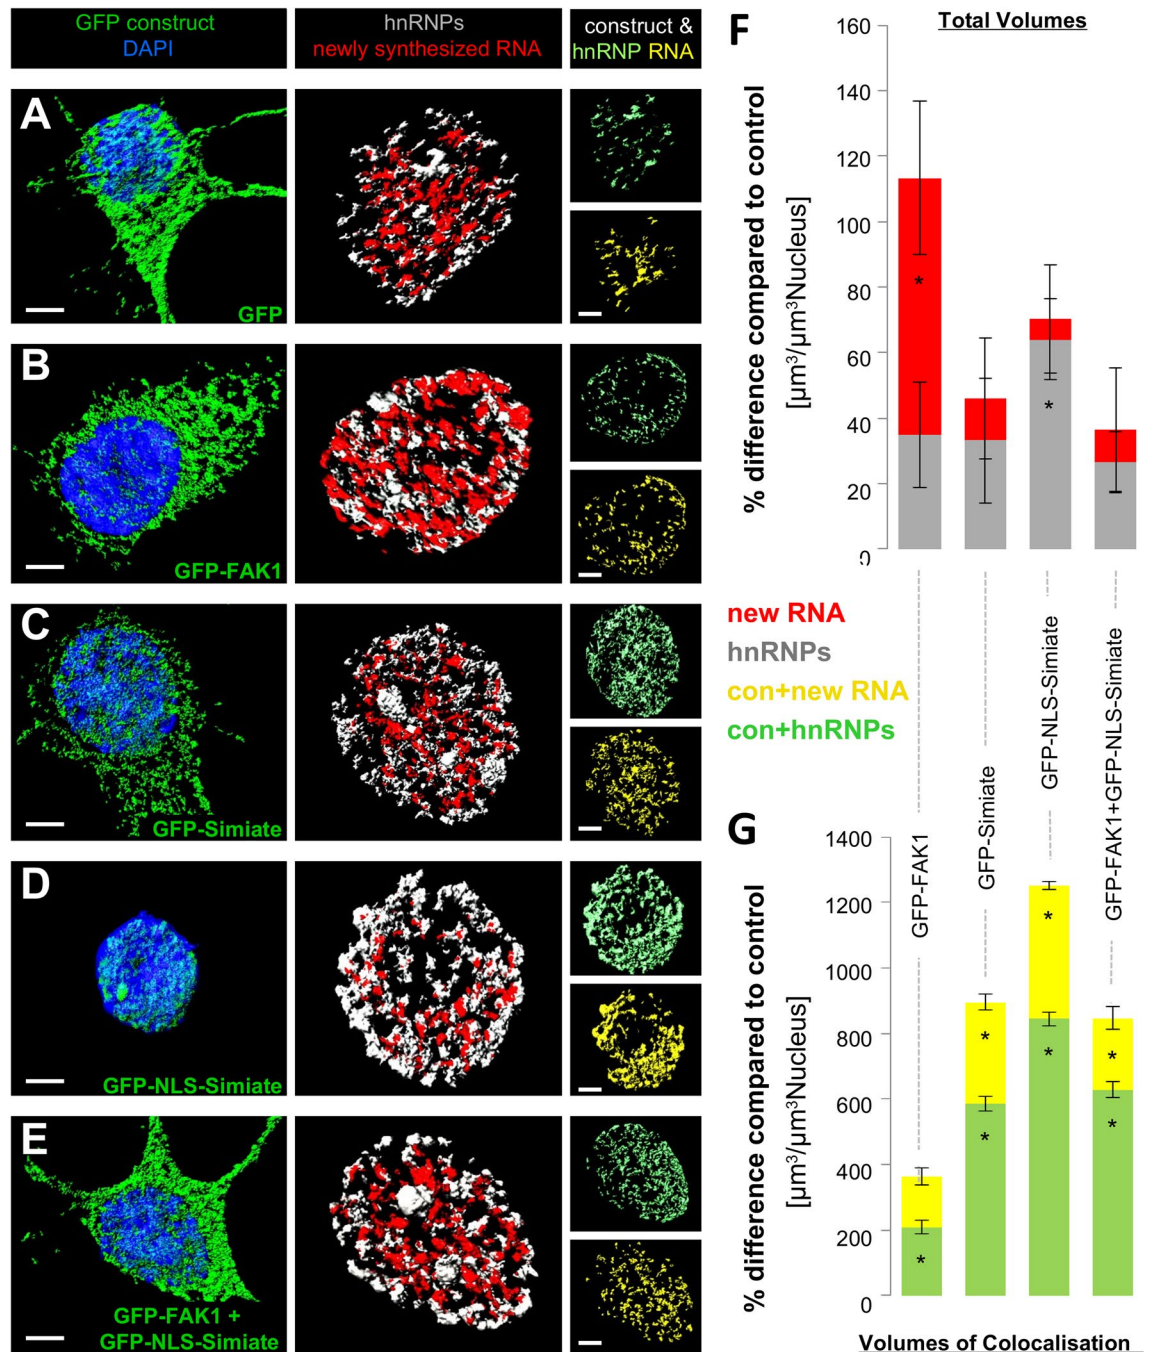 GFP construct
DAPI
hnRNPs
newly synthesized RNA
construct &
hnRNP RNA
A
GFP
B
GFP-FAK1
C
GFP-Simiate
D
GFP-NLS-Simiate
E
GFP-FAK1 +
GFP-NLS-Simiate
F
Total Volumes
% difference compared to control
[µm³/µm³Nucleus]
160
140
120
100
80
60
40
20
0
*
*
new RNA
hnRNPs
con+new RNA
con+hnRNPs
GFP-FAK1
GFP-Simiate
GFP-NLS-Simiate
GFP-FAK1+GFP-NLS-Simiate
G
% difference compared to control
[µm³/µm³Nucleus]
1400
1200
1000
800
600
400
200
0
*
*
*
*
*
*
*
Volumes of Colocalisation